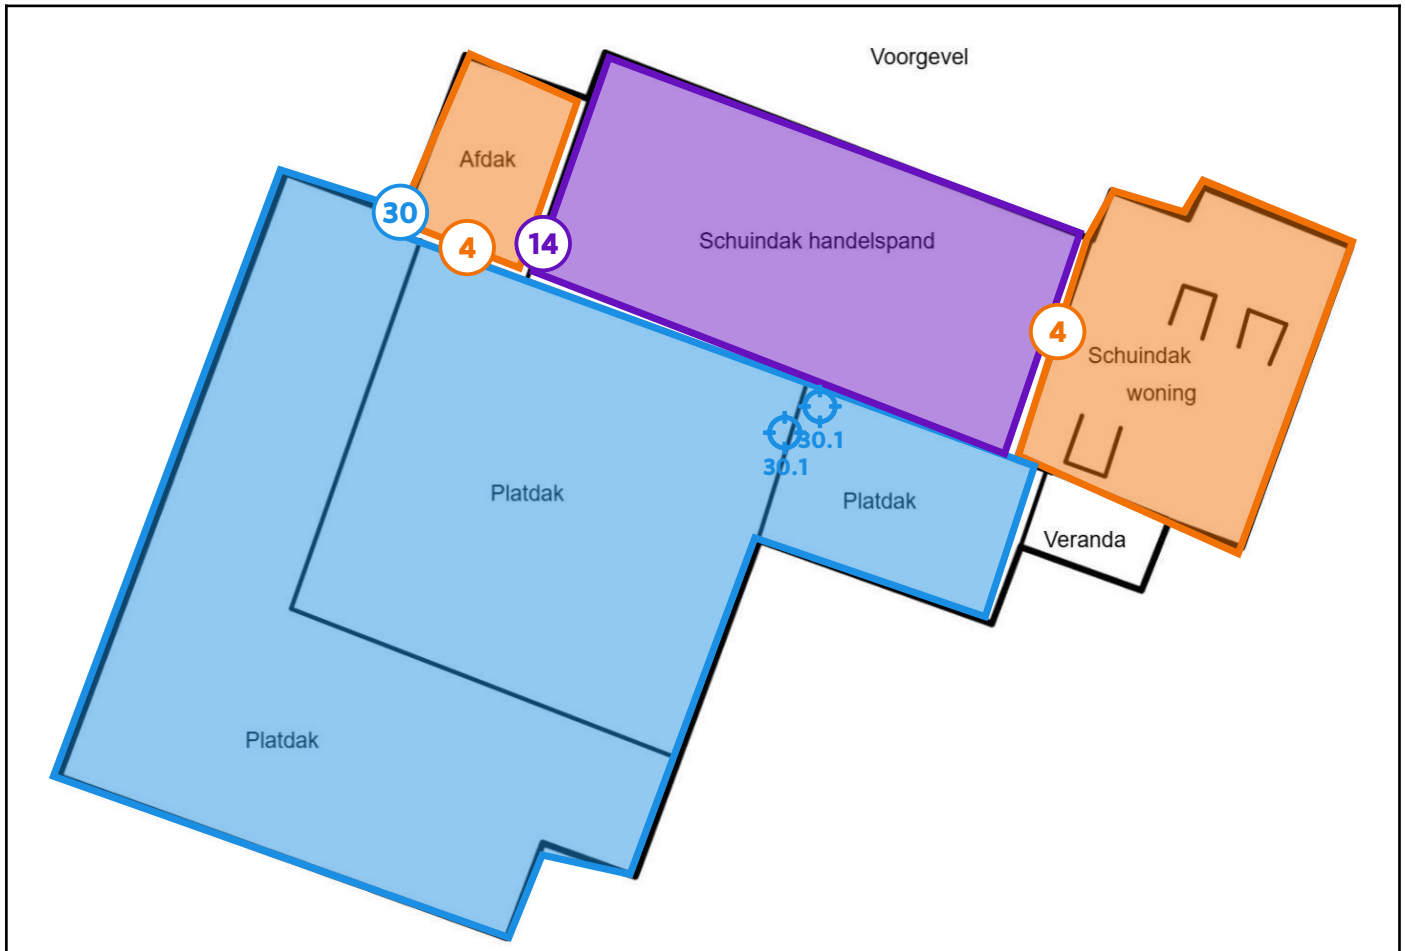 Voorgevel
Afdak
30
4
14
Schuindak handelspand
4
Schuindak
woning
30.1
30.1
Platdak
Platdak
Veranda
Platdak